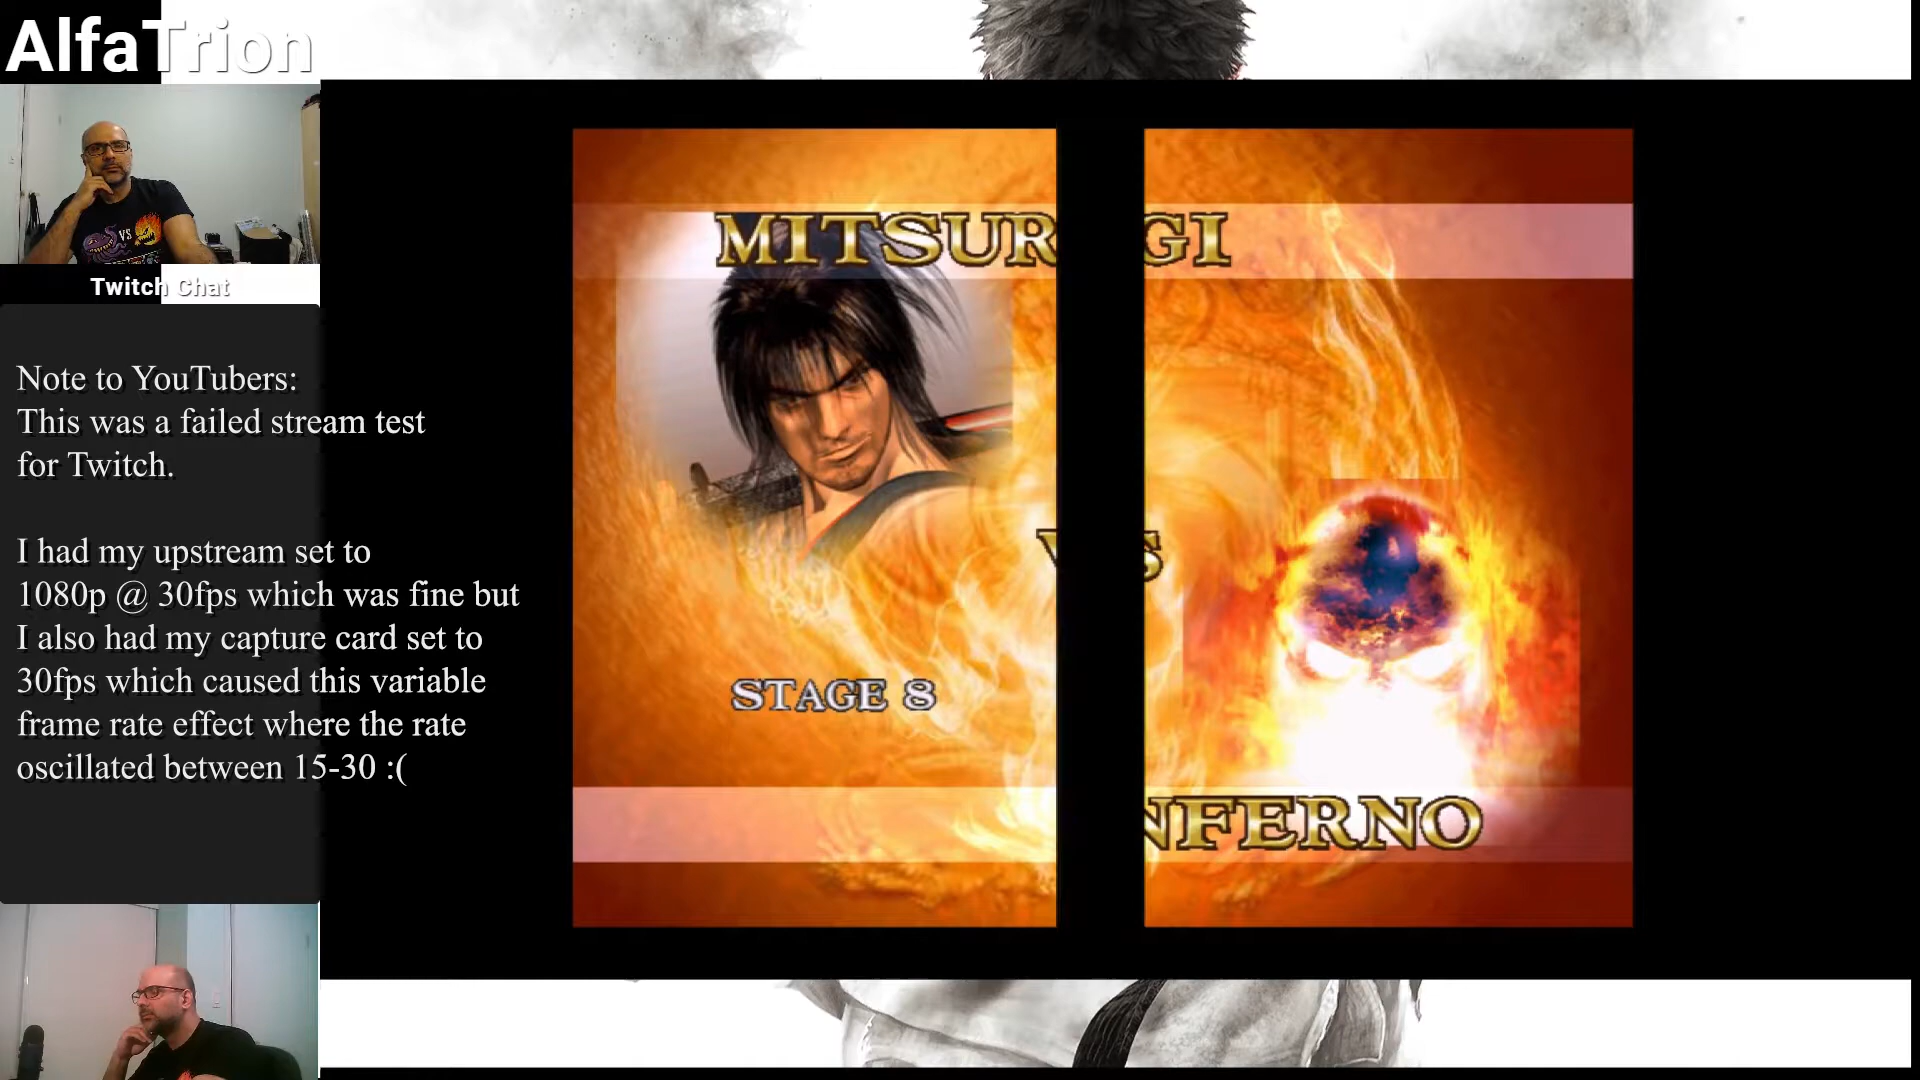 AlfaTrion
VS
Twitch Chat
Note to YouTubers:
This was a failed stream test
for Twitch.
I had my upstream set to
1080p @ 30fps which was fine but
I also had my capture card set to
30fps which caused this variable
frame rate effect where the rate
oscillated between 15-30 :(
MITSUR GI
VS
STAGE 8
NFERNO